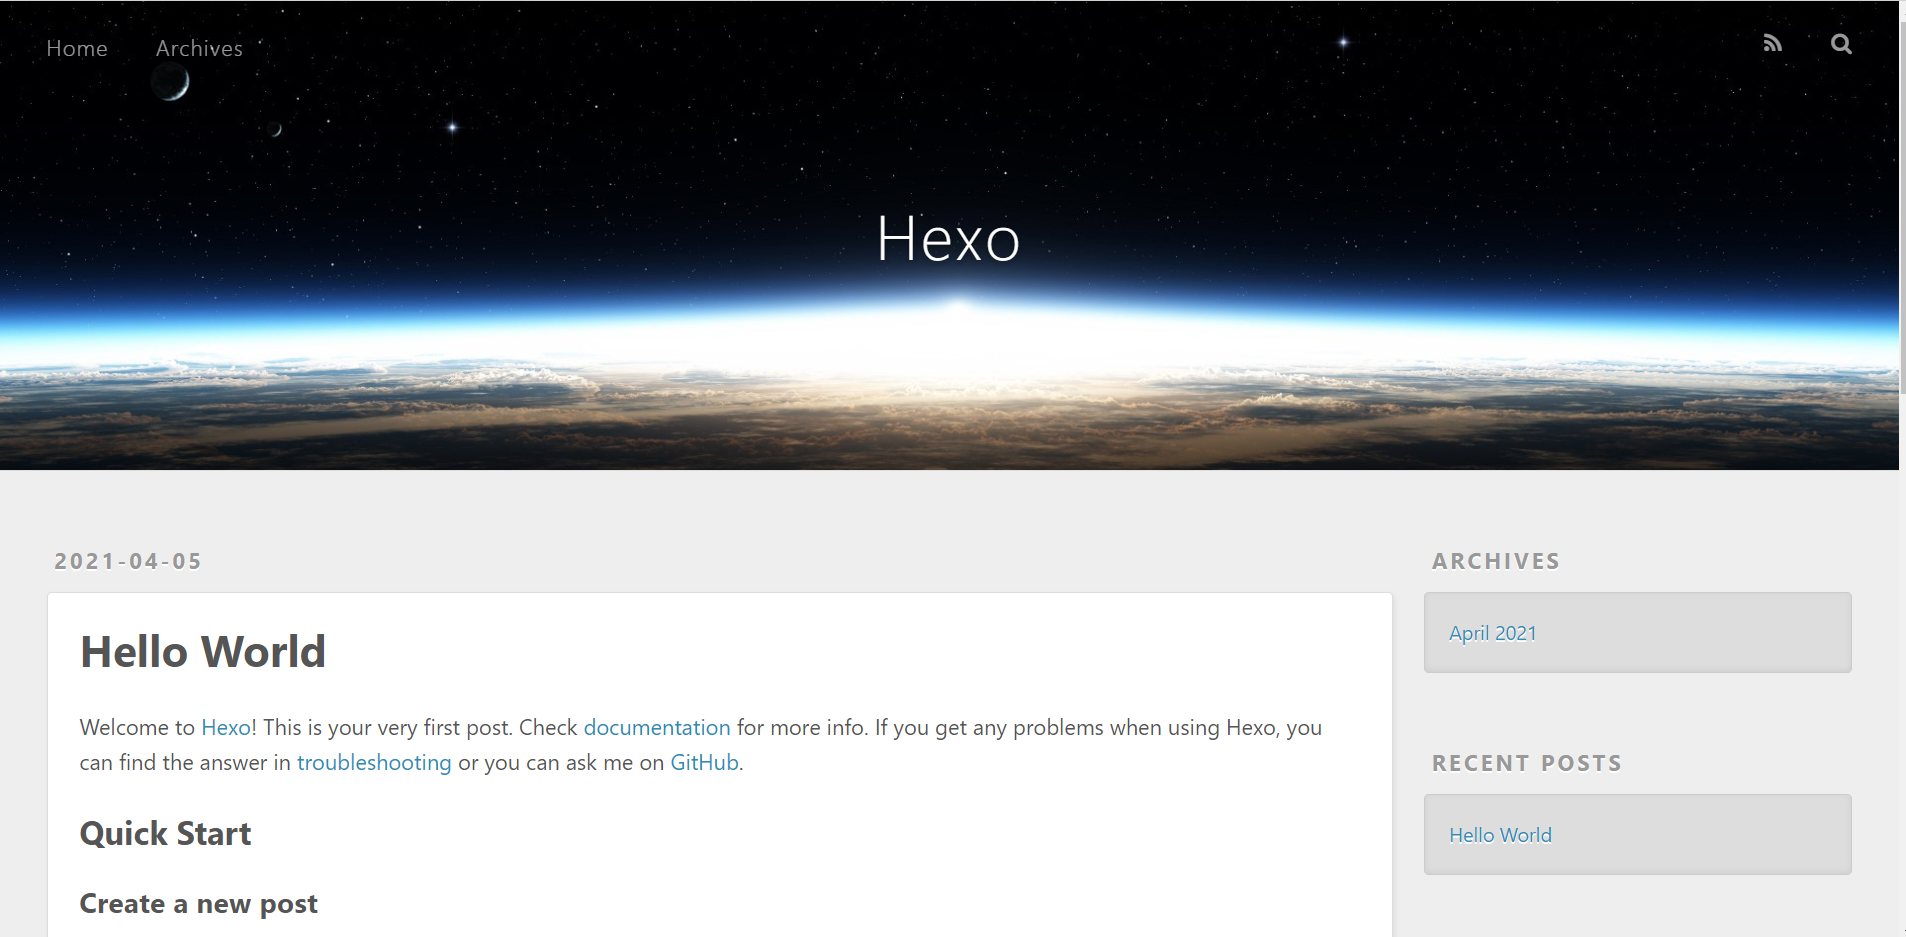 Home Archives
Hexo
2021-04-05
Hello World
Welcome to Hexo! This is your very first post. Check documentation for more info. If you get any problems when using Hexo, you
can find the answer in troubleshooting or you can ask me on GitHub.
Quick Start
Create a new post
ARCHIVES
April 2021
RECENT POSTS
Hello World